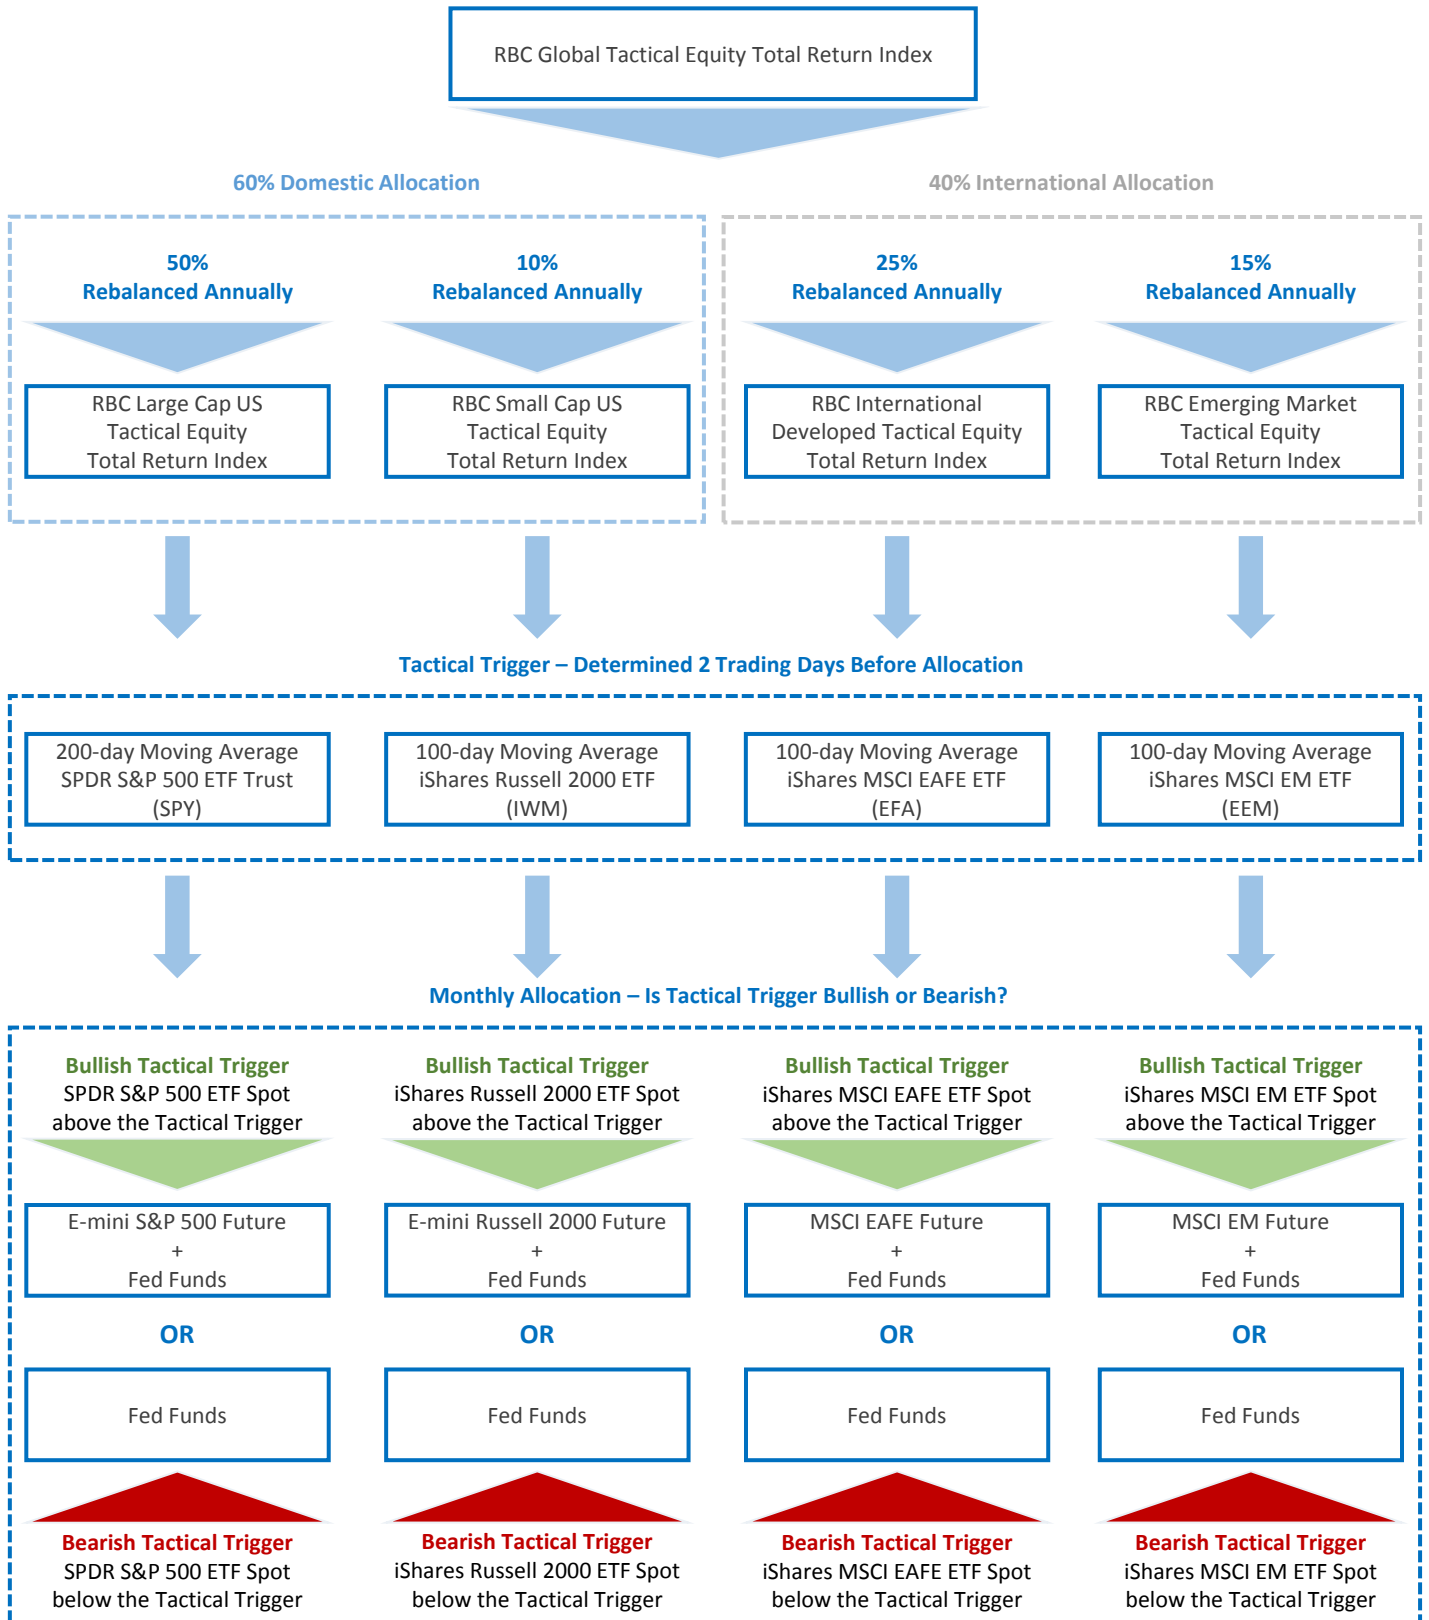 RBC Global Tactical Equity Total Return Index
60% Domestic Allocation
40% International Allocation
50%
Rebalanced Annually
10%
Rebalanced Annually
25%
Rebalanced Annually
15%
Rebalanced Annually
RBC Large Cap US
Tactical Equity
Total Return Index
RBC Small Cap US
Tactical Equity
Total Return Index
RBC International
Developed Tactical Equity
Total Return Index
RBC Emerging Market
Tactical Equity
Total Return Index
Tactical Trigger – Determined 2 Trading Days Before Allocation
200-day Moving Average
SPDR S&P 500 ETF Trust
(SPY)
100-day Moving Average
iShares Russell 2000 ETF
(IWM)
100-day Moving Average
iShares MSCI EAFE ETF
(EFA)
100-day Moving Average
iShares MSCI EM ETF
(EEM)
Monthly Allocation – Is Tactical Trigger Bullish or Bearish?
Bullish Tactical Trigger
SPDR S&P 500 ETF Spot
above the Tactical Trigger
Bullish Tactical Trigger
iShares Russell 2000 ETF Spot
above the Tactical Trigger
Bullish Tactical Trigger
iShares MSCI EAFE ETF Spot
above the Tactical Trigger
Bullish Tactical Trigger
iShares MSCI EM ETF Spot
above the Tactical Trigger
E-mini S&P 500 Future
+
Fed Funds
E-mini Russell 2000 Future
+
Fed Funds
MSCI EAFE Future
+
Fed Funds
MSCI EM Future
+
Fed Funds
OR
OR
OR
OR
Fed Funds
Fed Funds
Fed Funds
Fed Funds
Bearish Tactical Trigger
SPDR S&P 500 ETF Spot
below the Tactical Trigger
Bearish Tactical Trigger
iShares Russell 2000 ETF Spot
below the Tactical Trigger
Bearish Tactical Trigger
iShares MSCI EAFE ETF Spot
below the Tactical Trigger
Bearish Tactical Trigger
iShares MSCI EM ETF Spot
below the Tactical Trigger